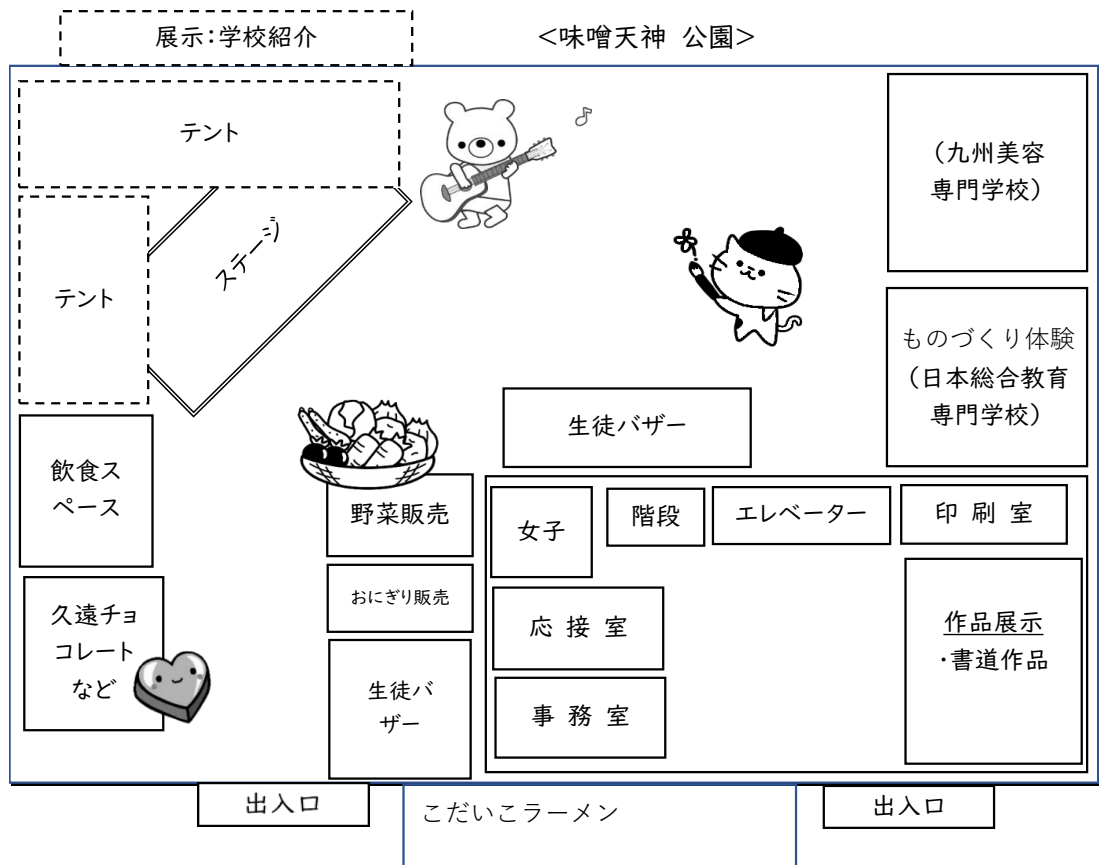 展示：学校紹介
<味噌天神 公園>
テント
（九州美容
専門学校）
ステージ
テント
ものづくり体験
（日本総合教育
専門学校）
生徒バザー
飲食ス
ペース
野菜販売
女子
階段
エレベーター
印 刷 室
おにぎり販売
応 接 室
作品展示
・書道作品
久遠チョ
コレート
など
生徒バ
ザー
事 務 室
出入口
こだいこラーメン
出入口